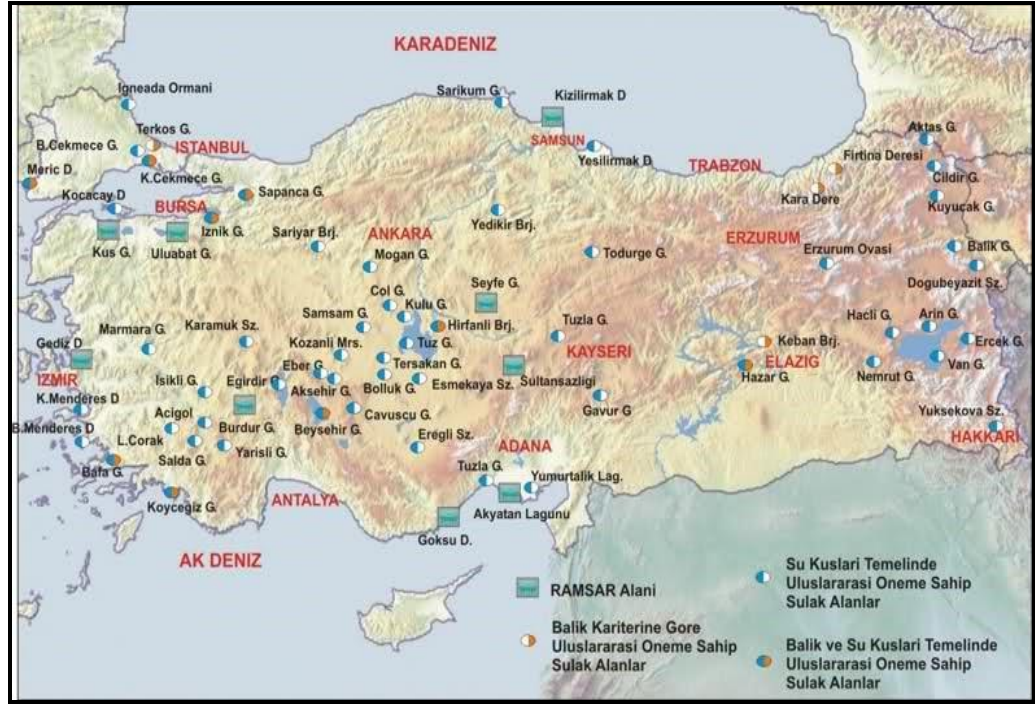 KARADENIZ
Igneada Ormani
Sarikum G.
Kizilirmak D
Terkos G.
SAMSUN
Aktas G.
B.Cekmece G.
ISTANBUL
Yesilirmak D
TRABZON
Firtina Deresi
Meric D
K.Cekmece G.
Cildir G.
Kocacay D
Sapanca G.
Kara Dere
BURSA
Kuyucak G.
Iznik G.
Yedikir Brj.
Sariyar Brj.
ANKARA
ERZURUM
Kus G.
Uluabat G.
Mogan G.
Todurge G.
Erzurum Ovasi
Balik G.
Seyfe G.
Dogubeyazit Sz.
Col G.
Kulu G.
Samsam G.
Hirfanli Brj.
Tuzla G.
Hacli G.
Arin G.
Marmara G.
Karamuk Sz.
Gediz D
Kozanli Mrs.
Tuz G.
KAYSERI
Keban Brj.
Ercek G.
IZMIR
Eber G.
Tersakan G.
ELAZIG
Isikli G.
Egirdir G
Aksehir G.
Bolluk G.
Esmekaya Sz.
Sultansazligi
Hazar G.
Nemrut G.
Van G.
K.Menderes D
Acigol
Cavuscu G.
Gavur G
Yuksekova Sz.
B.Menderes D
L.Corak
Burdur G.
Beysehir G.
HAKKARI
Salda G.
Yarisli G.
Eregli Sz.
ADANA
Bafa G.
Tuzla G.
Yumurtalik Lag.
Koycegiz G.
ANTALYA
Akyatan Lagunu
Goksu D.
AK DENIZ
RAMSAR Alani
Balik Kariterine Gore
Uluslararasi Oneme Sahip
Sulak Alanlar
Su Kuslari Temelinde
Uluslararasi Oneme Sahip
Sulak Alanlar
Balik ve Su Kuslari Temelinde
Uluslararasi Oneme Sahip
Sulak Alanlar